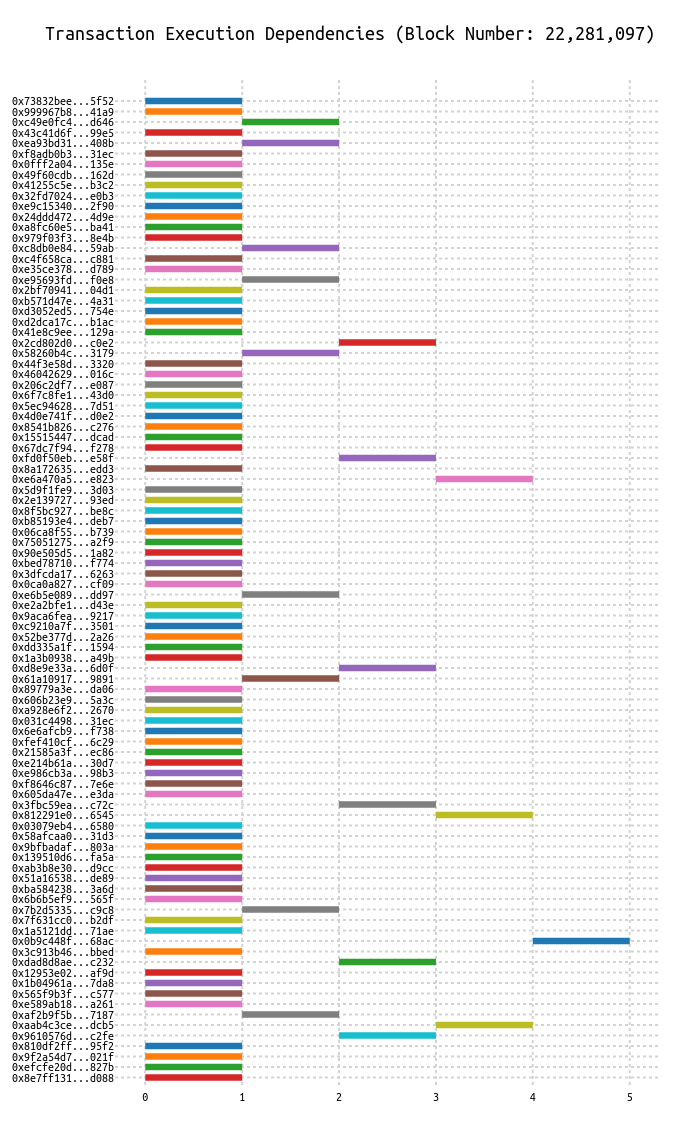 Transaction Execution Dependencies (Block Number: 22,281,097)
0x73832bee...5f52
0x999967b8...41a9
0xc49e0fc4...d646
0x43c41d6f...99e5
0xea93bd31...408b
0xf8adb0b3...31ec
0x0fff2a04...135e
0x49f60cdb...162d
0x41255c5e...b3c2
0x32fd7024...e0b3
0xe9c15340...2f90
0x24ddd472...4d9e
0xa8fc60e5...ba41
0x979f03f3...8e4b
0xc8db0e84...59ab
0xc4f658ca...c881
0xe35ce378...d789
0xe95693fd...f0e8
0x2bf70941...04d1
0xb571d47e...4a31
0xd3052ed5...754e
0xd2dca17c...b1ac
0x41e8c9ee...129a
0x2cd802d0...c0e2
0x58260b4c...3179
0x44f3e58d...3320
0x46042629...016c
0x206c2df7...e087
0x6f7c8fe1...43d0
0x5ec94628...7d51
0x4d0e741f...d0e2
0x8541b826...c276
0x15515447...dcad
0x67dc7f94...f278
0xfd0f50eb...e58f
0x8a172635...edd3
0xe6a470a5...e823
0x5d9f1fe9...3d03
0x2e139727...93ed
0x8f5bc927...be8c
0xb85193e4...deb7
0x06ca8f55...b739
0x75051275...a2f9
0x90e505d5...1a82
0xbed78710...f774
0x3dfcda17...6263
0x0ca0a827...cf09
0xe6b5e089...dd97
0xe2a2bfe1...d43e
0x9aca6fea...9217
0xc9210a7f...3501
0x52be377d...2a26
0xdd335a1f...1594
0x1a3b0938...a49b
0xd8e9e33a...6d0f
0x61a10917...9891
0x89779a3e...da06
0x606b23e9...5a3c
0xa928e6f2...2670
0x031c4498...31ec
0x6e6afcb9...f738
0xfef410cf...6c29
0x21585a3f...ec86
0xe214b61a...30d7
0xe986cb3a...98b3
0xf8646c87...7e6e
0x605da47e...e3da
0x3fbc59ea...c72c
0x812291e0...6545
0x03079eb4...6580
0x58afcaa0...31d3
0x9bfbadaf...803a
0x139510d6...fa5a
0xab3b8e30...d9cc
0x51a16538...de89
0xba584238...3a6d
0x6b6b5ef9...565f
0x7b2d5335...c9c8
0x7f631cc0...b2df
0x1a5121dd...71ae
0x0b9c448f...68ac
0x3c913b46...bbed
0xdad8d8ae...c232
0x12953e02...af9d
0x1b04961a...7da8
0x565f9b3f...c577
0xe589ab18...a261
0xaf2b9f5b...7187
0xaab4c3ce...dcb5
0x9610576d...c2fe
0x810df2ff...95f2
0x9f2a54d7...021f
0xefcfe20d...827b
0x8e7ff131...d088
0 1 2 3 4 5